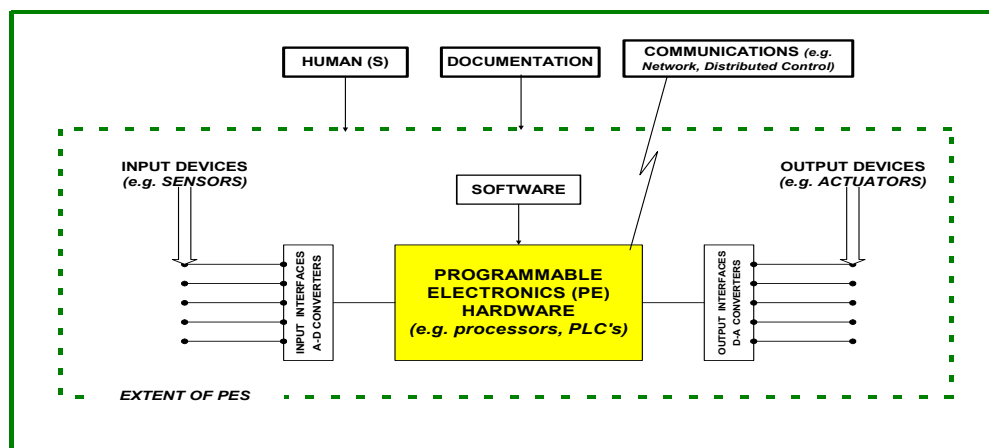 HUMAN (S)
DOCUMENTATION
COMMUNICATIONS (e.g.
Network, Distributed Control)
INPUT DEVICES
(e.g. SENSORS)
SOFTWARE
OUTPUT DEVICES
(e.g. ACTUATORS)
INPUT INTERFACES
A-D CONVERTERS
PROGRAMMABLE
ELECTRONICS (PE)
HARDWARE
(e.g. processors, PLC's)
OUTPUT INTERFACES
D-A CONVERTERS
EXTENT OF PES